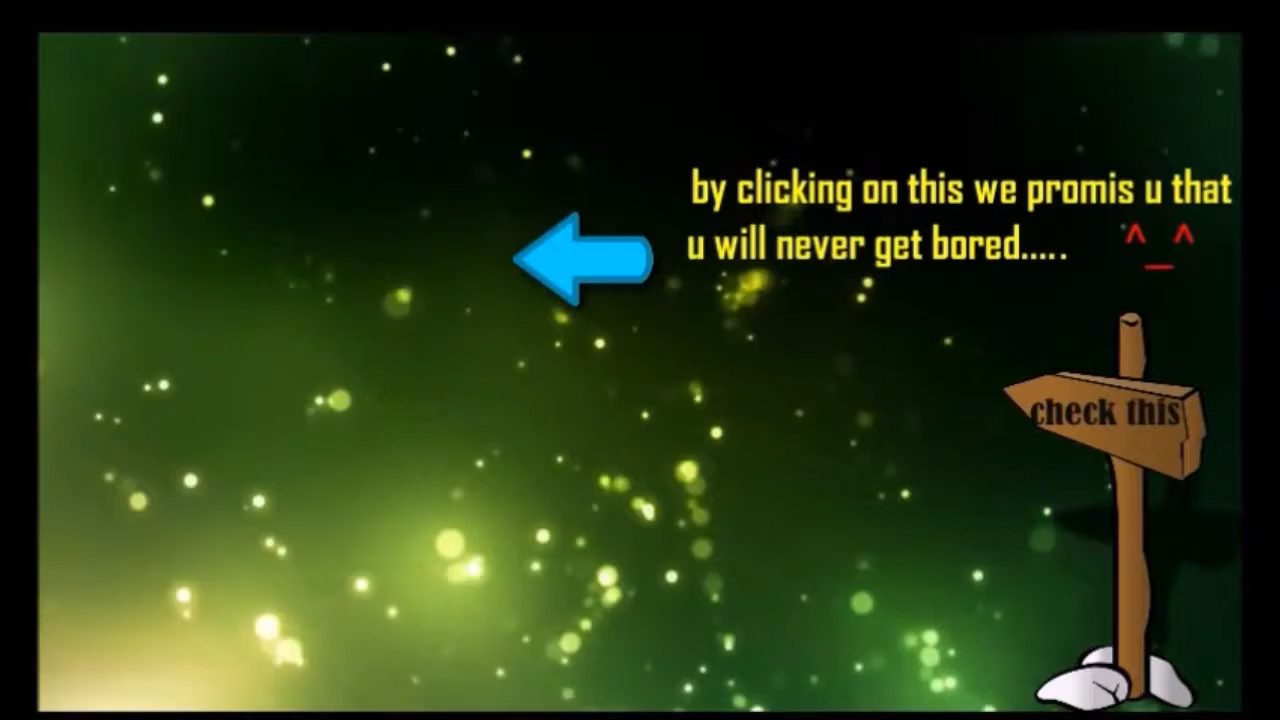 by clicking on this we promis u that
u will never get bored..... ^_^
check this